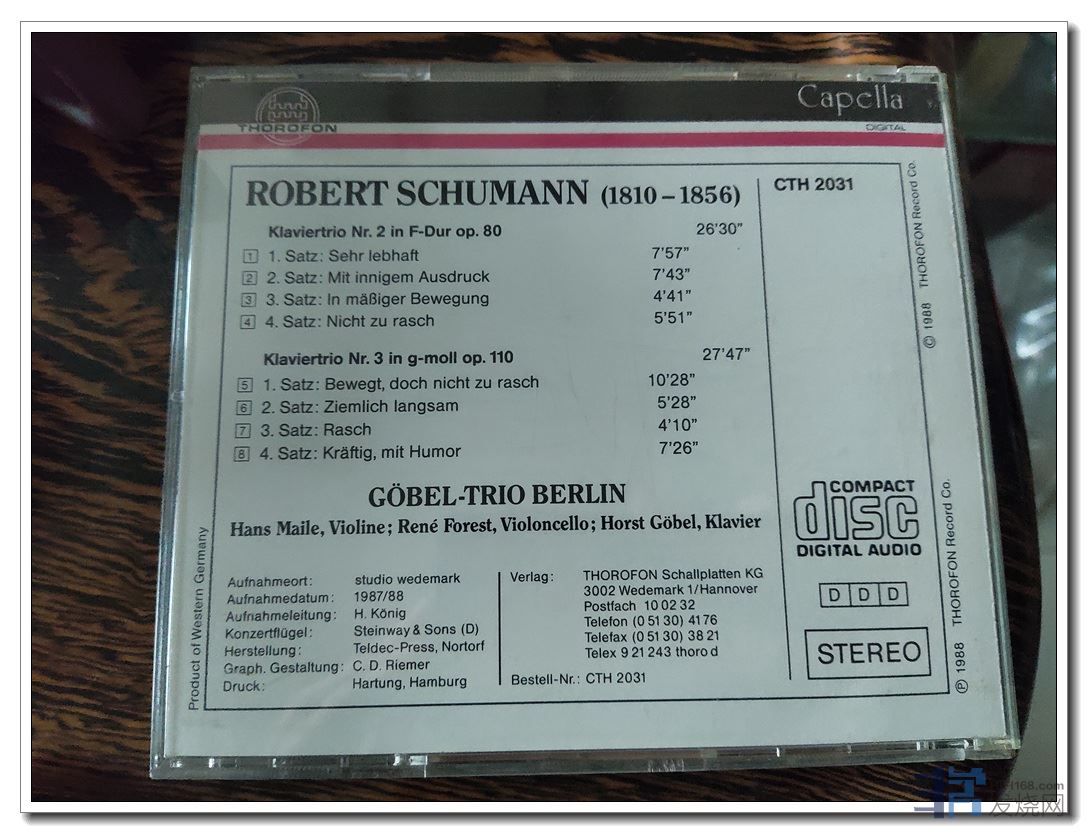 THOROFON
Capella
DIGITAL
ROBERT SCHUMANN (1810–1856)
CTH 2031
Klaviertrio Nr. 2 in F-Dur op. 80 26'30"
1 1. Satz: Sehr lebhaft 7'57"
2 2. Satz: Mit innigem Ausdruck 7'43"
3 3. Satz: In mäßiger Bewegung 4'41"
4 4. Satz: Nicht zu rasch 5'51"
Klaviertrio Nr. 3 in g-moll op. 110 27'47"
5 1. Satz: Bewegt, doch nicht zu rasch 10'28"
6 2. Satz: Ziemlich langsam 5'28"
7 3. Satz: Rasch 4'10"
8 4. Satz: Kräftig, mit Humor 7'26"
GÖBEL-TRIO BERLIN
Hans Maile, Violine; René Forest, Violoncello; Horst Göbel, Klavier
Aufnahmeort: studio wedemark
Aufnahmedatum: 1987/88
Aufnahmeleitung: H. König
Konzertflügel: Steinway & Sons (D)
Herstellung: Teldec-Press, Nortorf
Graph. Gestaltung: C. D. Riemer
Druck: Hartung, Hamburg
Verlag: THOROFON Schallplatten KG
3002 Wedemark 1/Hannover
Postfach 10 02 32
Telefon (0 51 30) 41 76
Telefax (0 51 30) 38 21
Telex 9 21 243 thoro d
Bestell-Nr.: CTH 2031
COMPACT
disc
DIGITAL AUDIO
D D D
STEREO
Product of Western Germany
© 1988 THOROFON Record Co.
℗ 1988 THOROFON Record Co.
发烧网